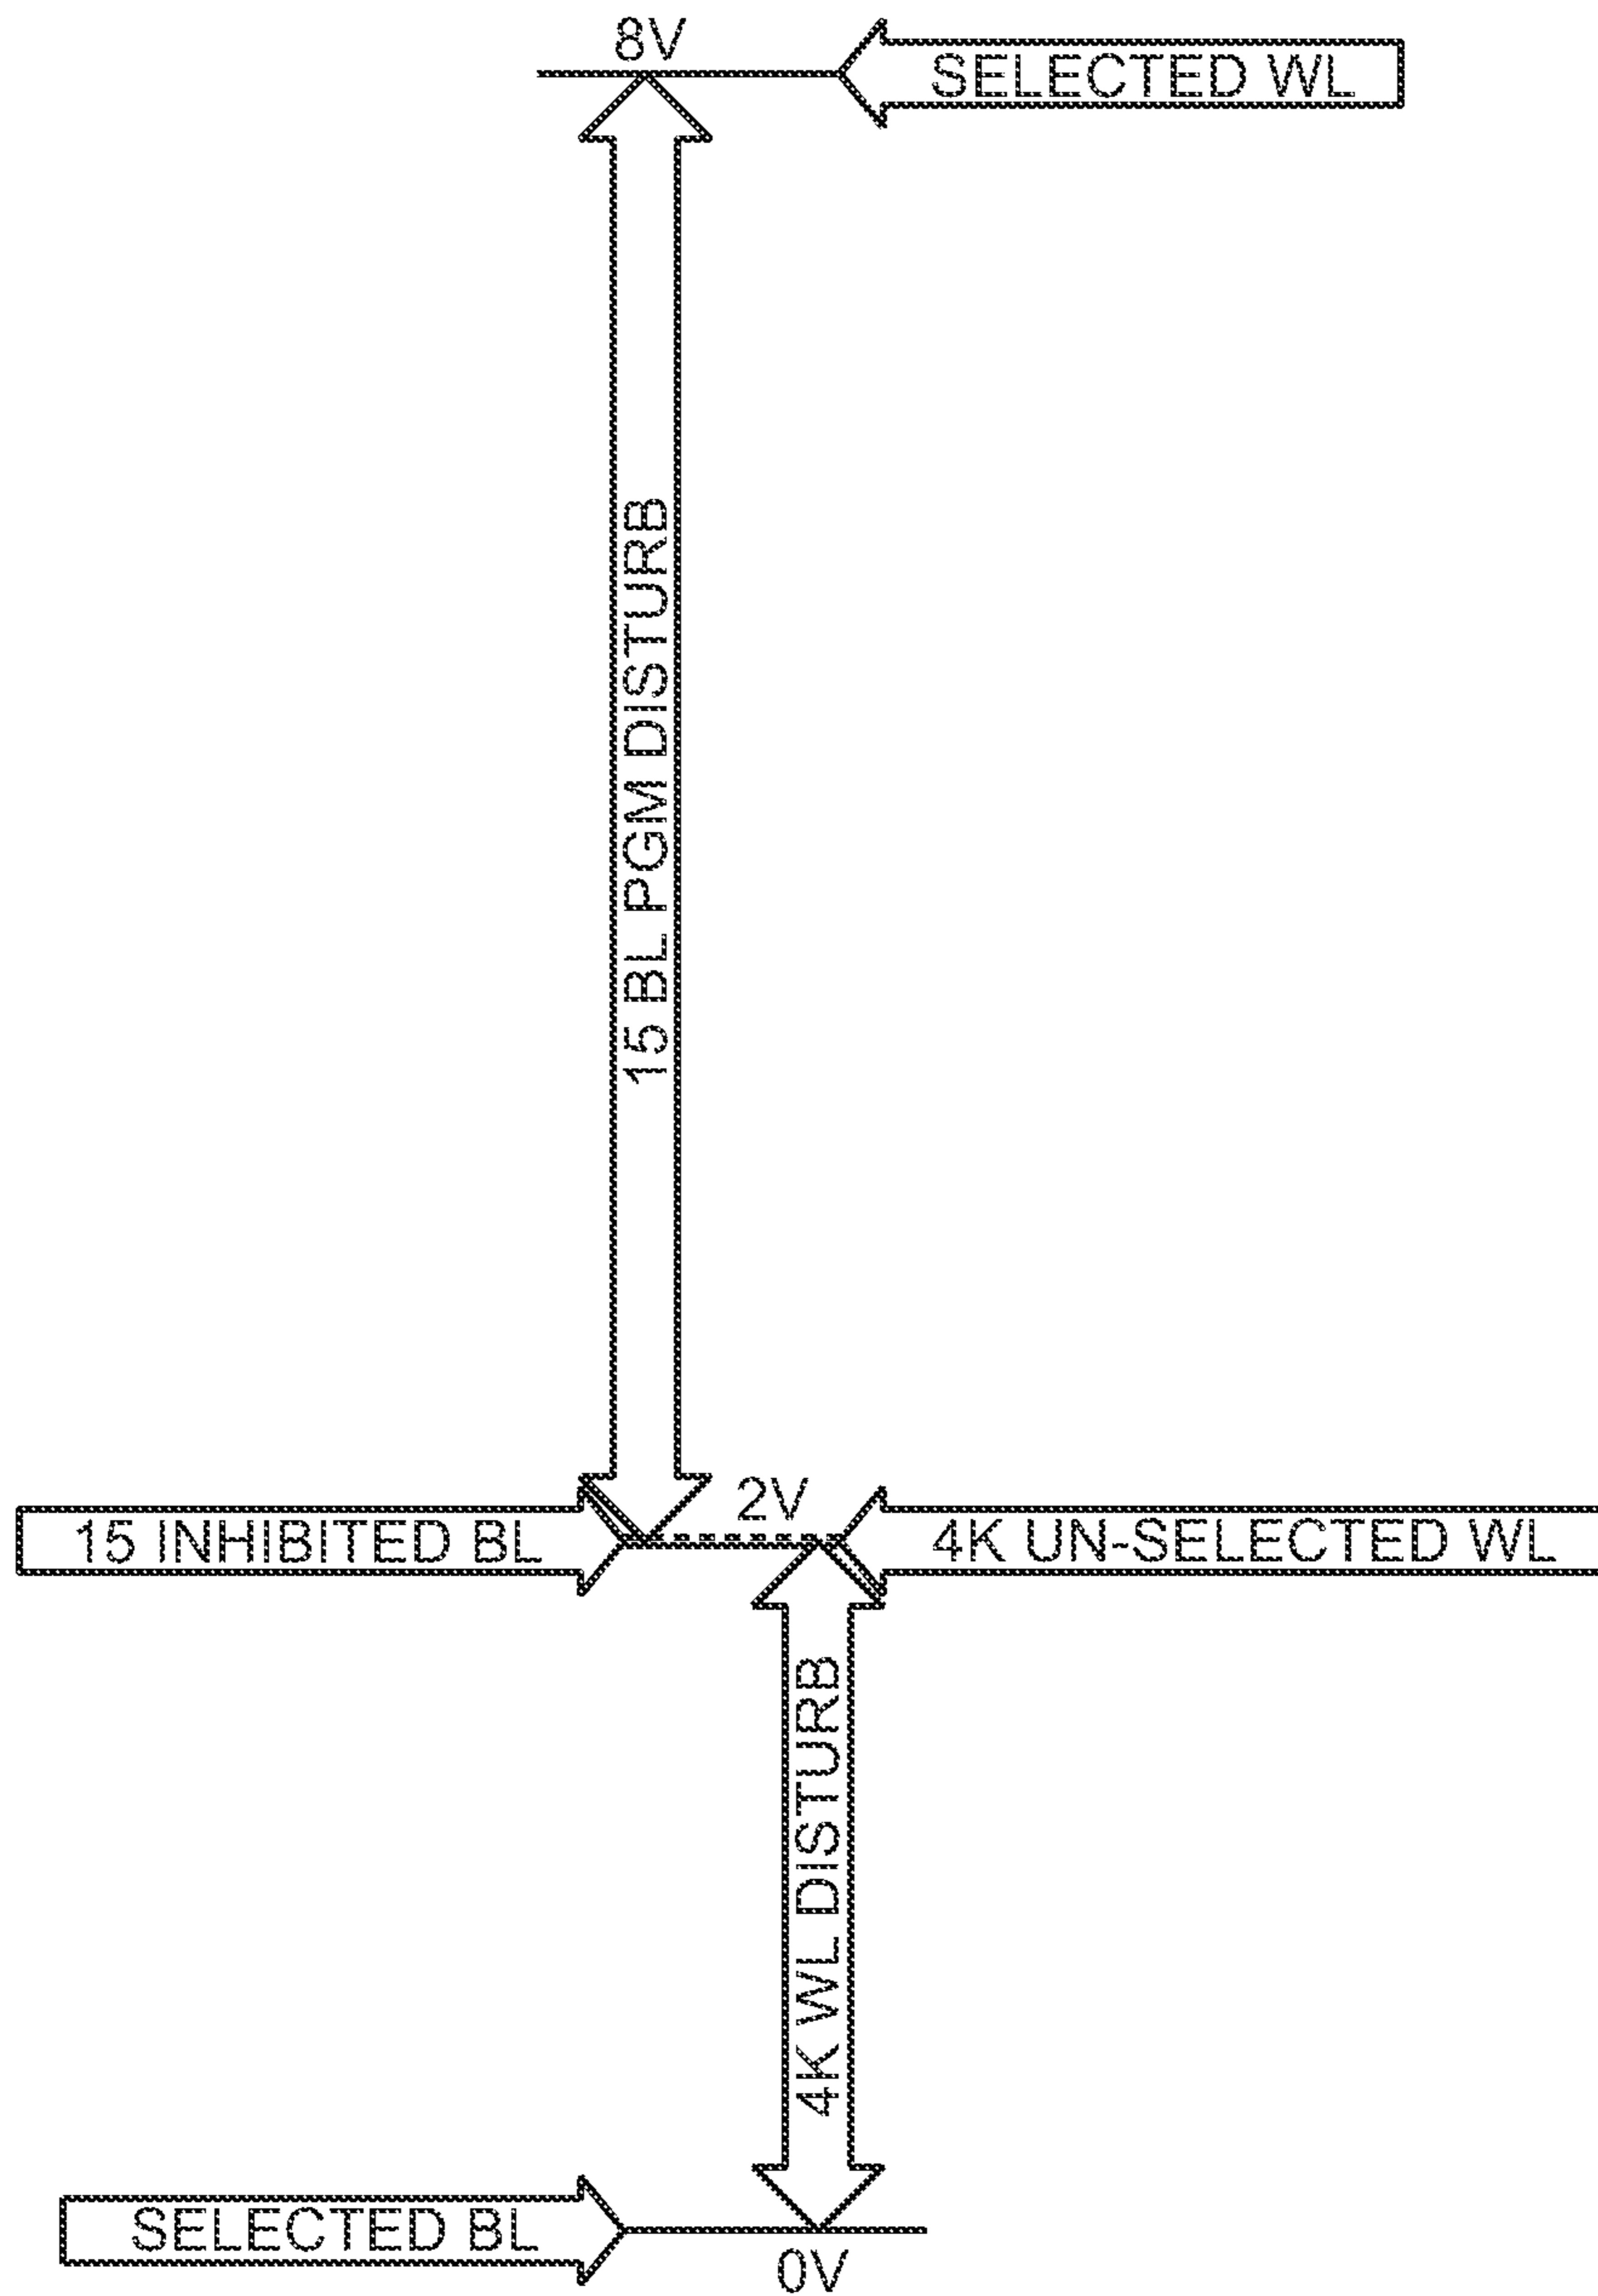 8V
SELECTED WL
15 BL PGM DISTURB
2V
15 INHIBITED BL
4K UN-SELECTED WL
4K WL DISTURB
SELECTED BL
0V